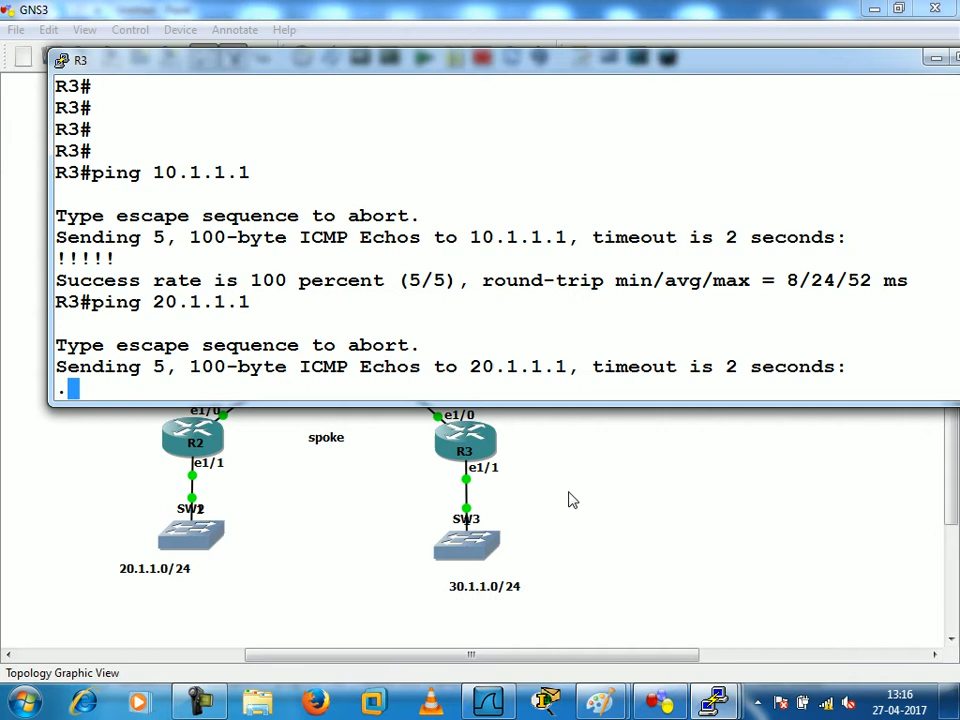 GNS3
File Edit View Control Device Annotate Help
R3
R3#
R3#
R3#
R3#
R3#ping 10.1.1.1
Type escape sequence to abort.
Sending 5, 100-byte ICMP Echos to 10.1.1.1, timeout is 2 seconds:
!!!!!
Success rate is 100 percent (5/5), round-trip min/avg/max = 8/24/52 ms
R3#ping 20.1.1.1
Type escape sequence to abort.
Sending 5, 100-byte ICMP Echos to 20.1.1.1, timeout is 2 seconds:
.
e1/0
e1/0
R2
spoke
R3
e1/1
e1/1
SW3
20.1.1.0/24
30.1.1.0/24
Topology Graphic View
13:16
27-04-2017